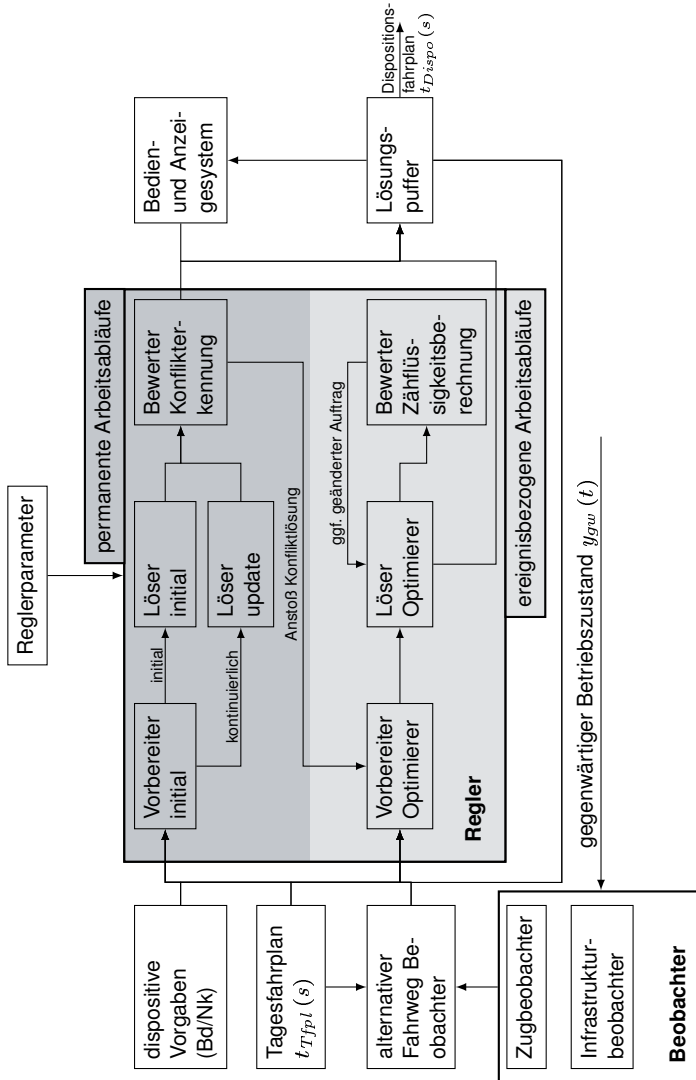 Reglerparameter
permanente Arbeitsabläufe
dispositive
Vorgaben
(Bd/Nk)
Vorbereiter
initial
initial
kontinuierlich
Löser
initial
Löser
update
Bewerter
Konflikter-
kennung
Bedien-
und Anzei-
gesystem
Anstoß Konfliktlösung
Tagesfahrplan
t_{Tfpl} (s)
alternativer
Fahrweg Be-
obachter
Vorbereiter
Optimierer
Löser
Optimierer
ggf. geänderter Auftrag
Bewerter
Zähflüs-
sigkeitsbe-
rechnung
Lösungs-
puffer
Dispositions-
fahrplan
t_{Dispo} (s)
Regler
ereignisbezogene Arbeitsabläufe
Zugbeobachter
Infrastruktur-
beobachter
Beobachter
gegenwärtiger Betriebszustand y_{gw} (t)